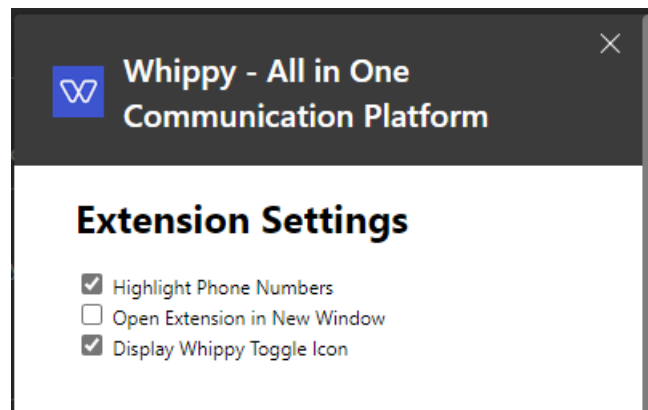 Whippy - All in One
Communication Platform
Extension Settings
Highlight Phone Numbers
Open Extension in New Window
Display Whippy Toggle Icon